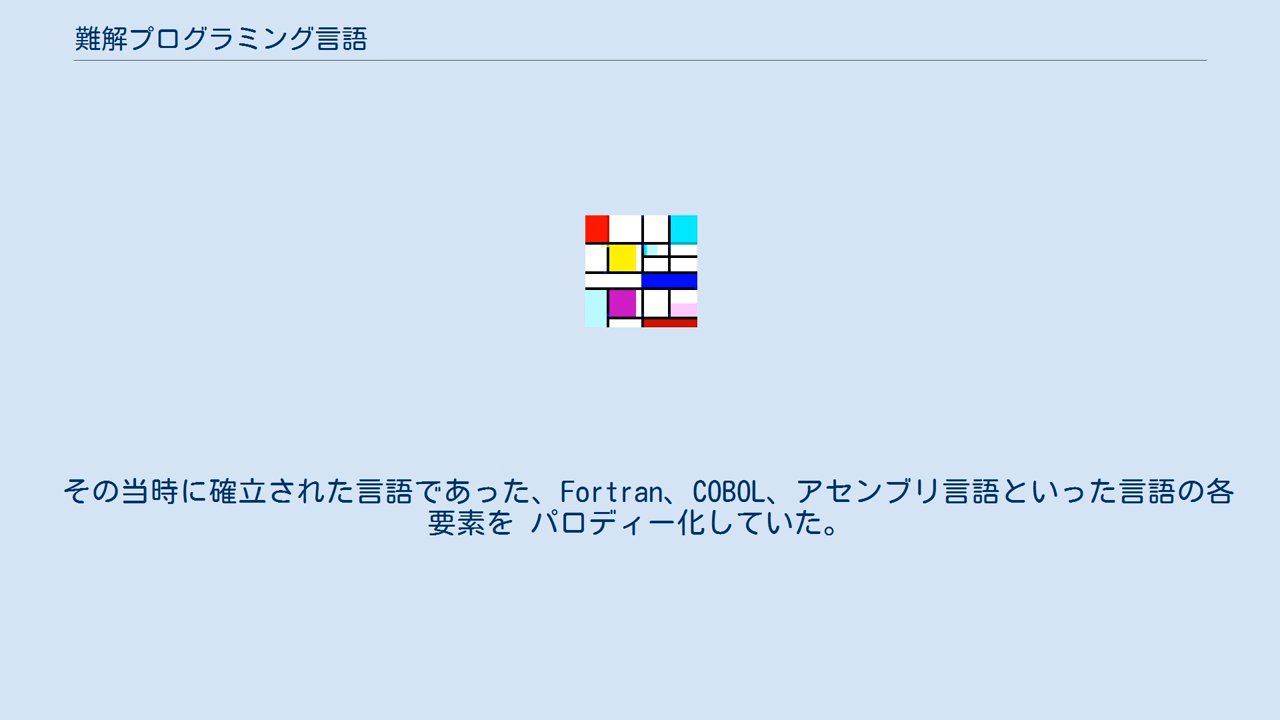 難解プログラミング言語
その当時に確立された言語であった、Fortran、COBOL、アセンブリ言語といった言語の各
要素を パロディー化していた。